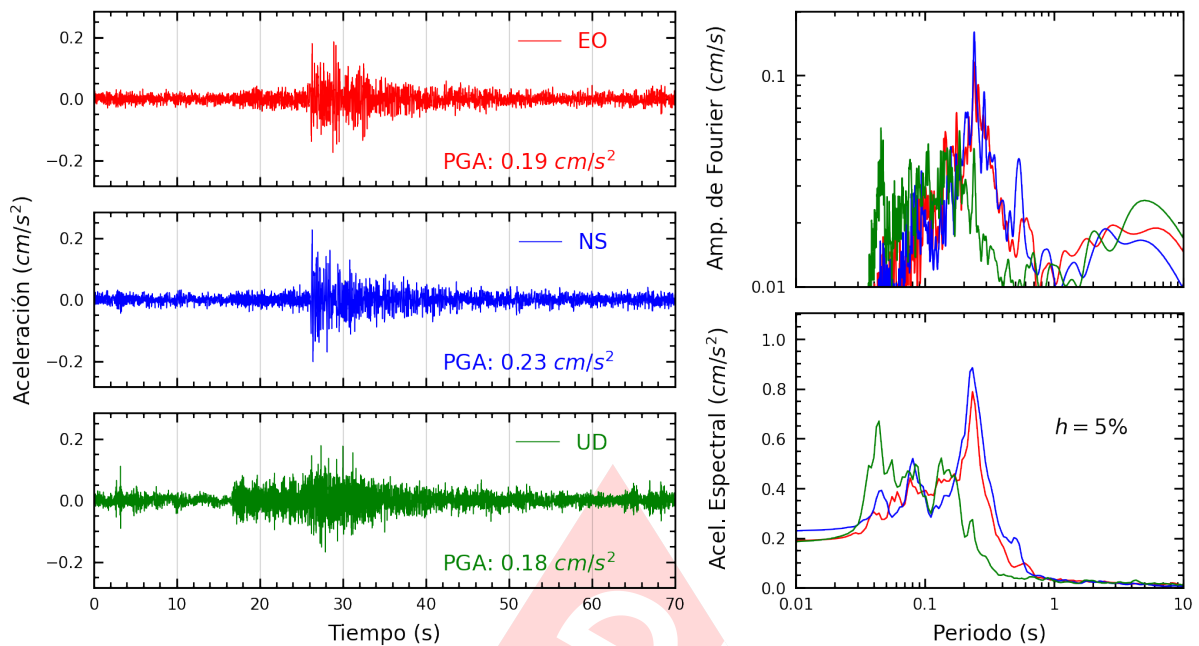 Aceleración (cm/s²)
0.2
0.0
−0.2
EO
PGA: 0.19 cm/s²
0.2
0.0
−0.2
NS
PGA: 0.23 cm/s²
0.2
0.0
−0.2
UD
PGA: 0.18 cm/s²
0 10 20 30 40 50 60 70
Tiempo (s)
Amp. de Fourier (cm/s)
0.1
0.01
Acel. Espectral (cm/s²)
1.0
0.8
0.6
0.4
0.2
0.0
h = 5%
0.01 0.1 1 10
Periodo (s)